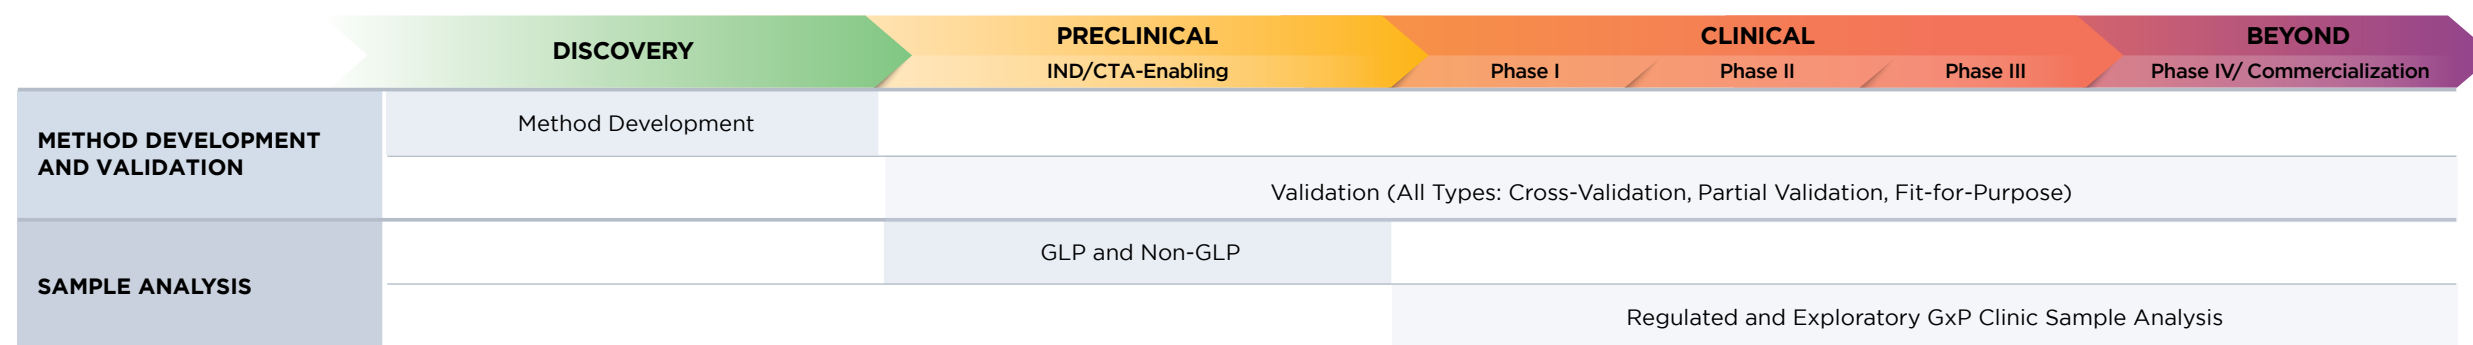 DISCOVERY
PRECLINICAL
IND/CTA-Enabling
CLINICAL
Phase I
Phase II
Phase III
BEYOND
Phase IV/ Commercialization
METHOD DEVELOPMENT
AND VALIDATION
Method Development
Validation (All Types: Cross-Validation, Partial Validation, Fit-for-Purpose)
SAMPLE ANALYSIS
GLP and Non-GLP
Regulated and Exploratory GxP Clinic Sample Analysis